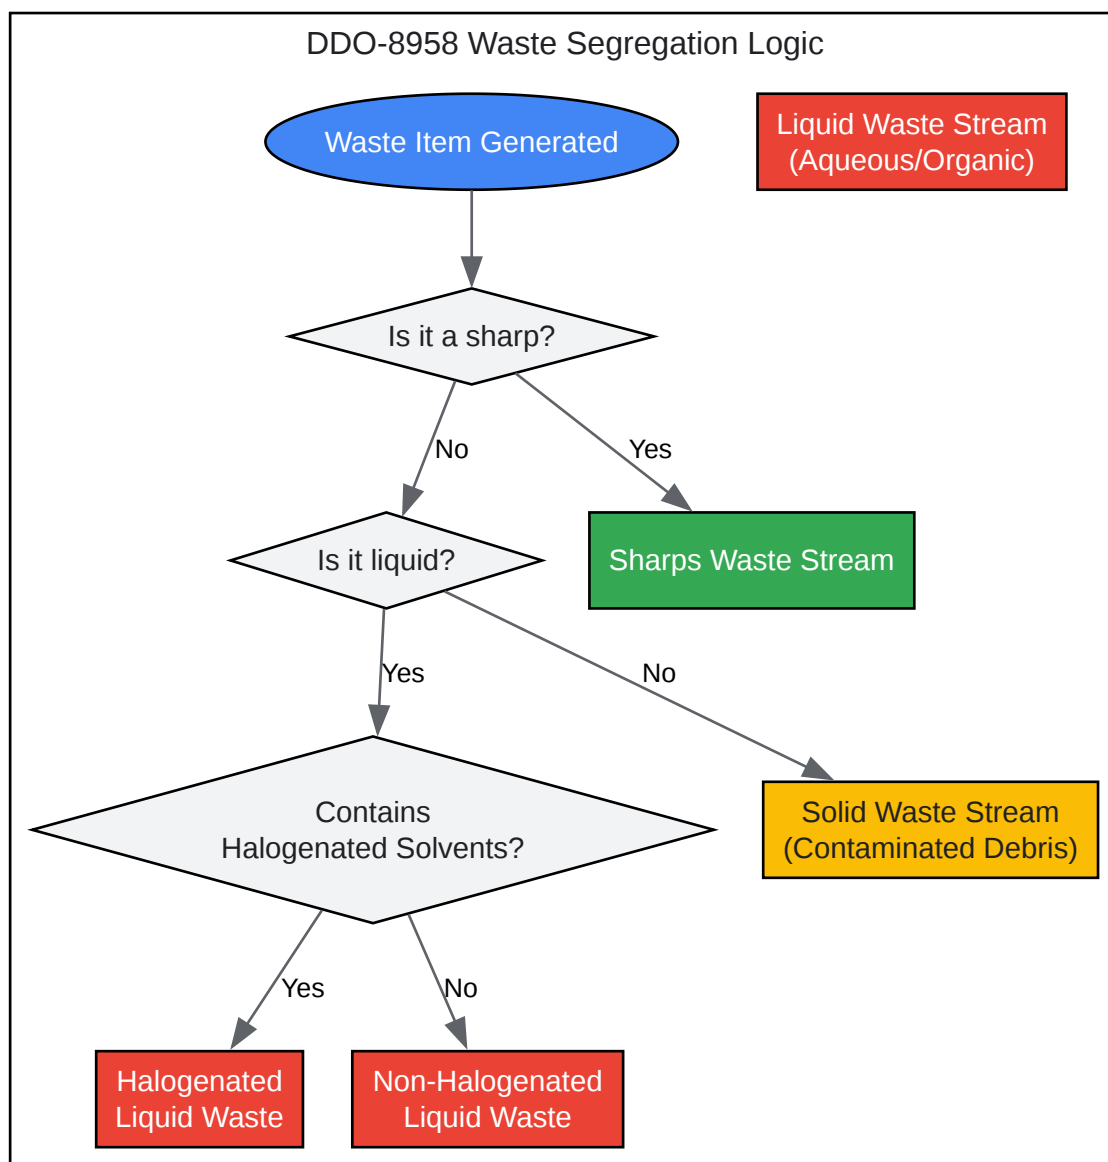 DDO-8958 Waste Segregation Logic
Waste Item Generated
Liquid Waste Stream
(Aqueous/Organic)
Is it a sharp?
No
Yes
Is it liquid?
Sharps Waste Stream
Yes
No
Contains
Halogenated Solvents?
Solid Waste Stream
(Contaminated Debris)
Yes
No
Halogenated
Liquid Waste
Non-Halogenated
Liquid Waste